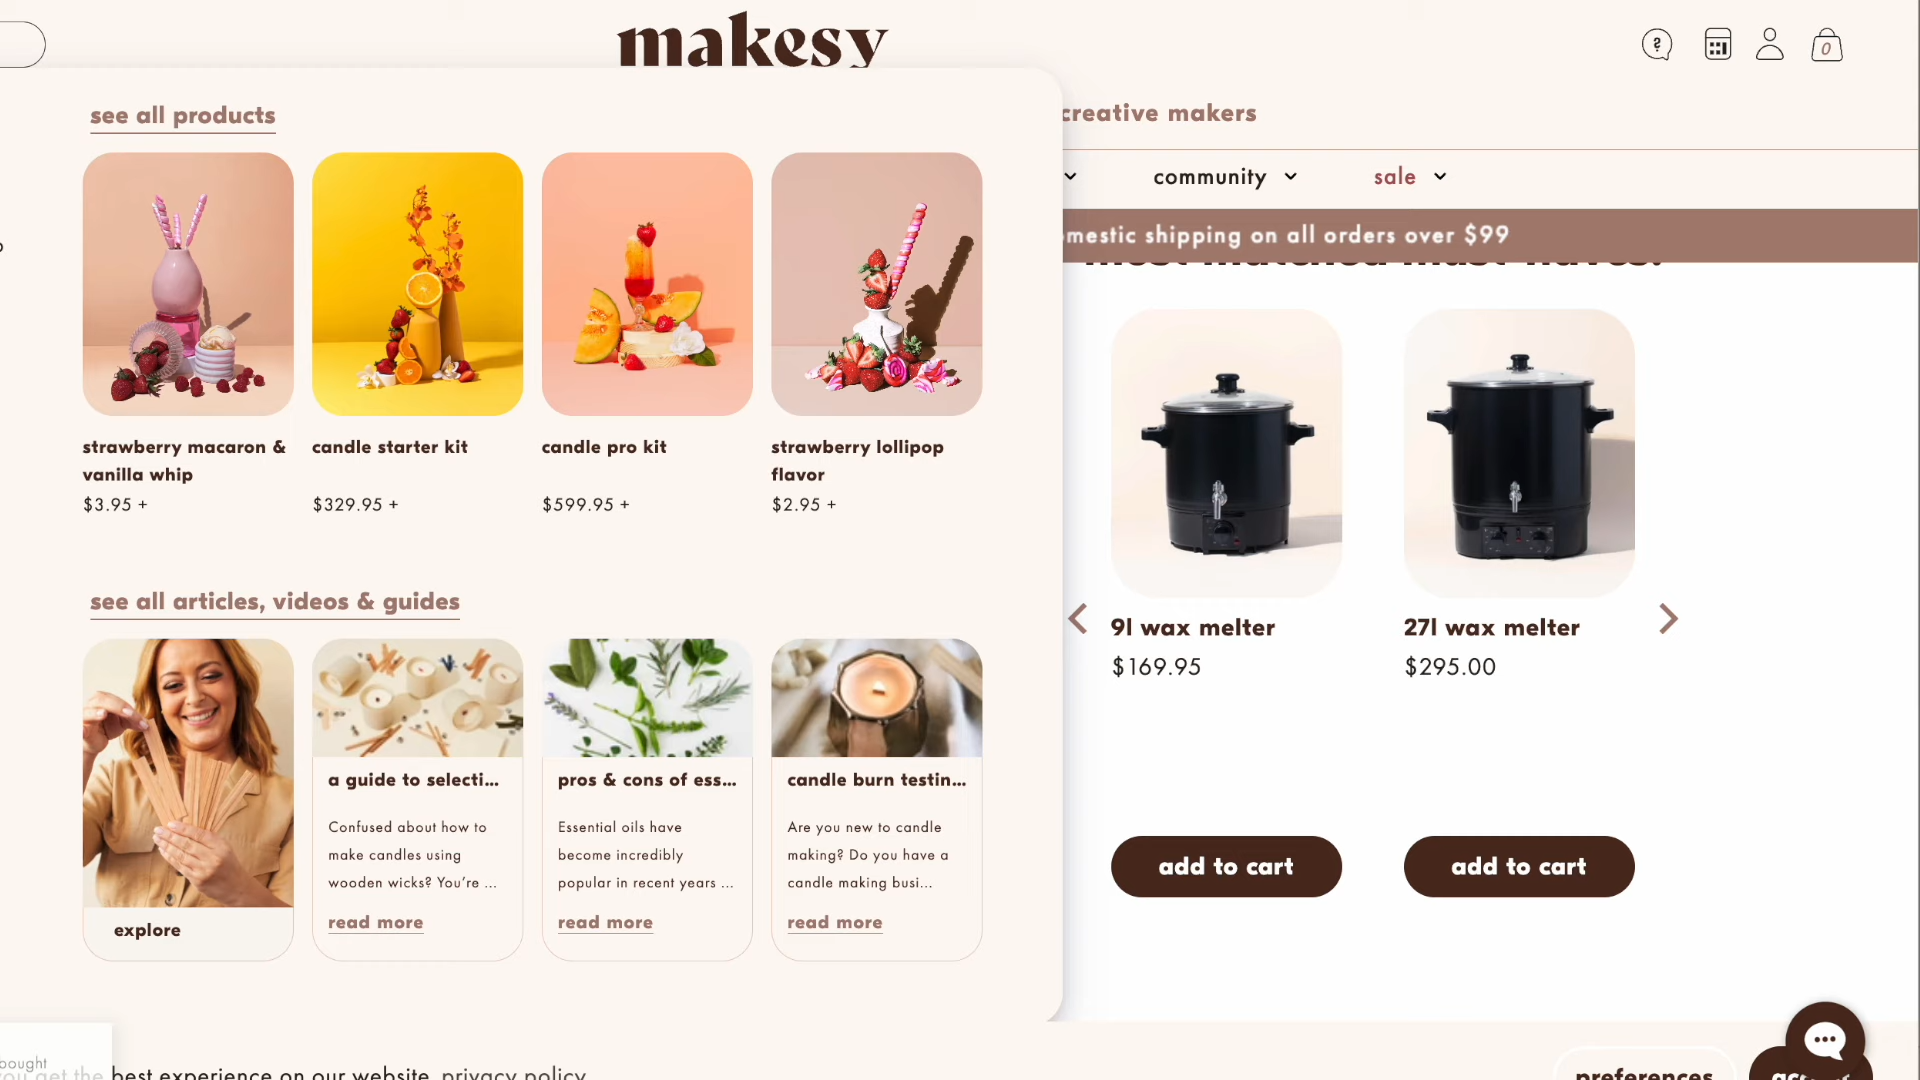 makesy
?
0
see all products
creative makers
community
sale
mestic shipping on all orders over $99
strawberry macaron &
vanilla whip
$3.95 +
candle starter kit
$329.95 +
candle pro kit
$599.95 +
strawberry lollipop
flavor
$2.95 +
see all articles, videos & guides
explore
a guide to selecti...
Confused about how to
make candles using
wooden wicks? You're ...
read more
pros & cons of ess...
Essential oils have
become incredibly
popular in recent years ...
read more
candle burn testin...
Are you new to candle
making? Do you have a
candle making busi...
read more
9l wax melter
$169.95
27l wax melter
$295.00
add to cart
add to cart
bought
you get the best experience on our website. privacy policy
preferences